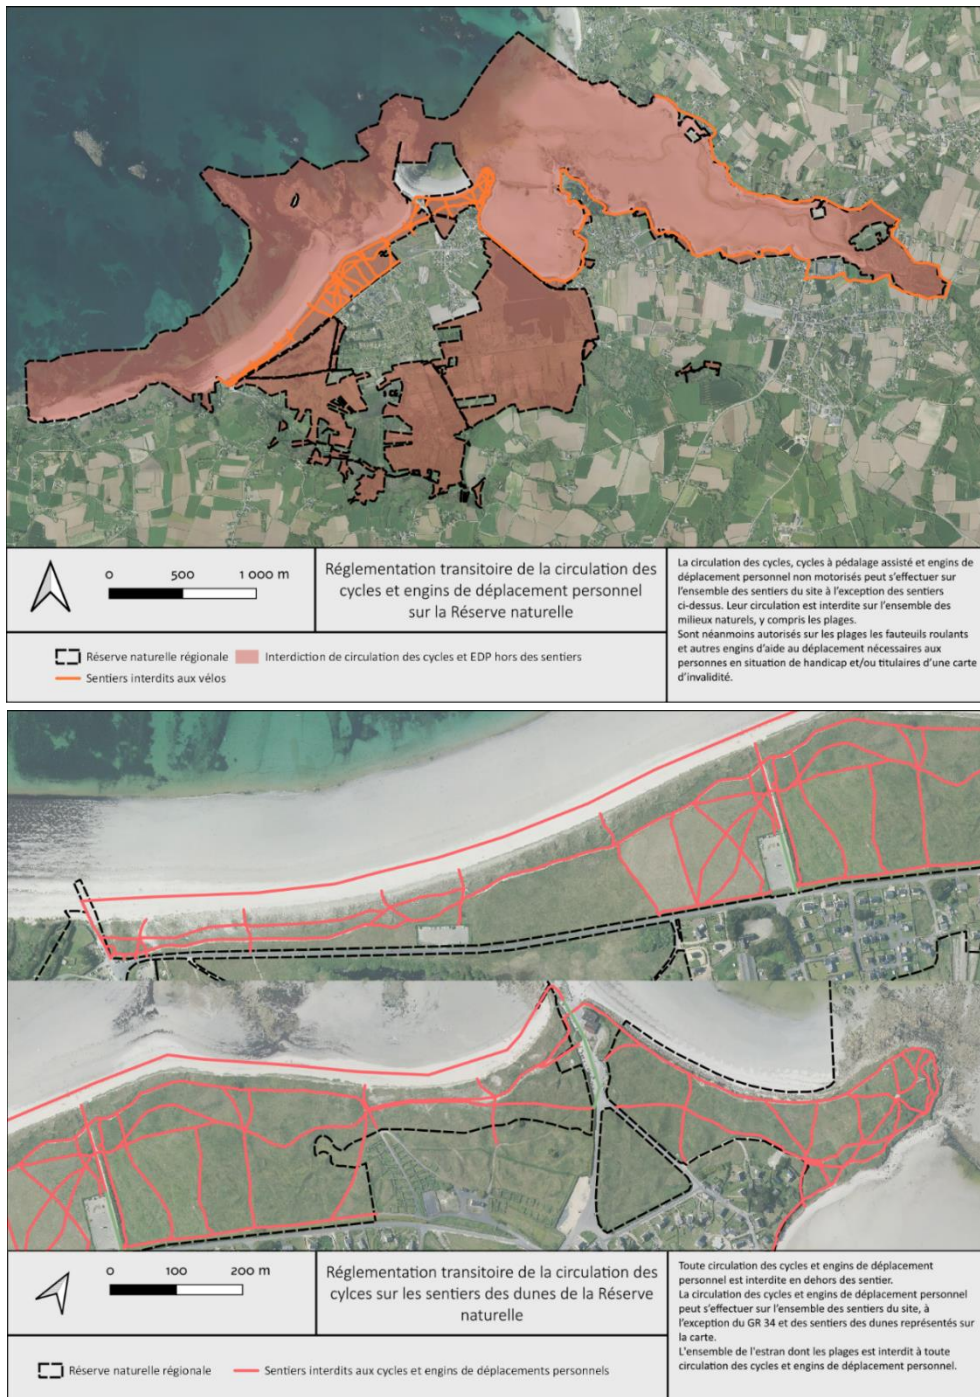 0 500 1 000 m
Réglementation transitoire de la circulation des
cycles et engins de déplacement personnel
sur la Réserve naturelle
La circulation des cycles, cycles à pédalage assisté et engins de
déplacement personnel non motorisés peut s'effectuer sur
l'ensemble des sentiers du site à l'exception des sentiers
ci-dessus. Leur circulation est interdite sur l'ensemble des
milieux naturels, y compris les plages.
Sont néanmoins autorisés sur les plages les fauteuils roulants
et autres engins d'aide au déplacement nécessaires aux
personnes en situation de handicap et/ou titulaires d'une carte
d'invalidité.
Réserve naturelle régionale
Interdiction de circulation des cycles et EDP hors des sentiers
Sentiers interdits aux vélos
0 100 200 m
Réglementation transitoire de la circulation des
cylces sur les sentiers des dunes de la Réserve
naturelle
Toute circulation des cycles et engins de déplacement
personnel est interdite en dehors des sentier.
La circulation des cycles et engins de déplacement personnel
peut s'effectuer sur l'ensemble des sentiers du site, à
l'exception du GR 34 et des sentiers des dunes représentés sur
la carte.
L'ensemble de l'estran dont les plages est interdit à toute
circulation des cycles et engins de déplacement personnel.
Réserve naturelle régionale
Sentiers interdits aux cycles et engins de déplacements personnels